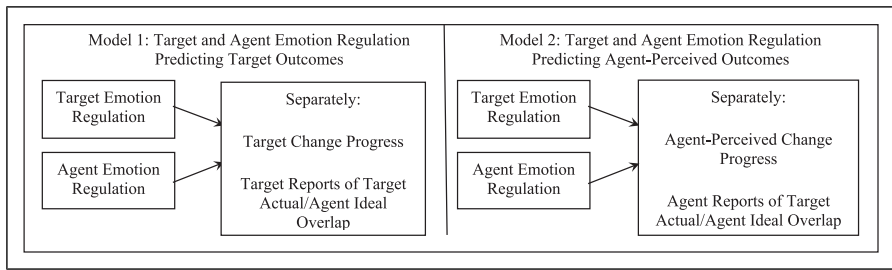 Model 1: Target and Agent Emotion Regulation
Predicting Target Outcomes
Target Emotion
Regulation
Agent Emotion
Regulation
Separately:
Target Change Progress
Target Reports of Target
Actual/Agent Ideal
Overlap
Model 2: Target and Agent Emotion Regulation
Predicting Agent-Perceived Outcomes
Target Emotion
Regulation
Agent Emotion
Regulation
Separately:
Agent-Perceived Change
Progress
Agent Reports of Target
Actual/Agent Ideal Overlap